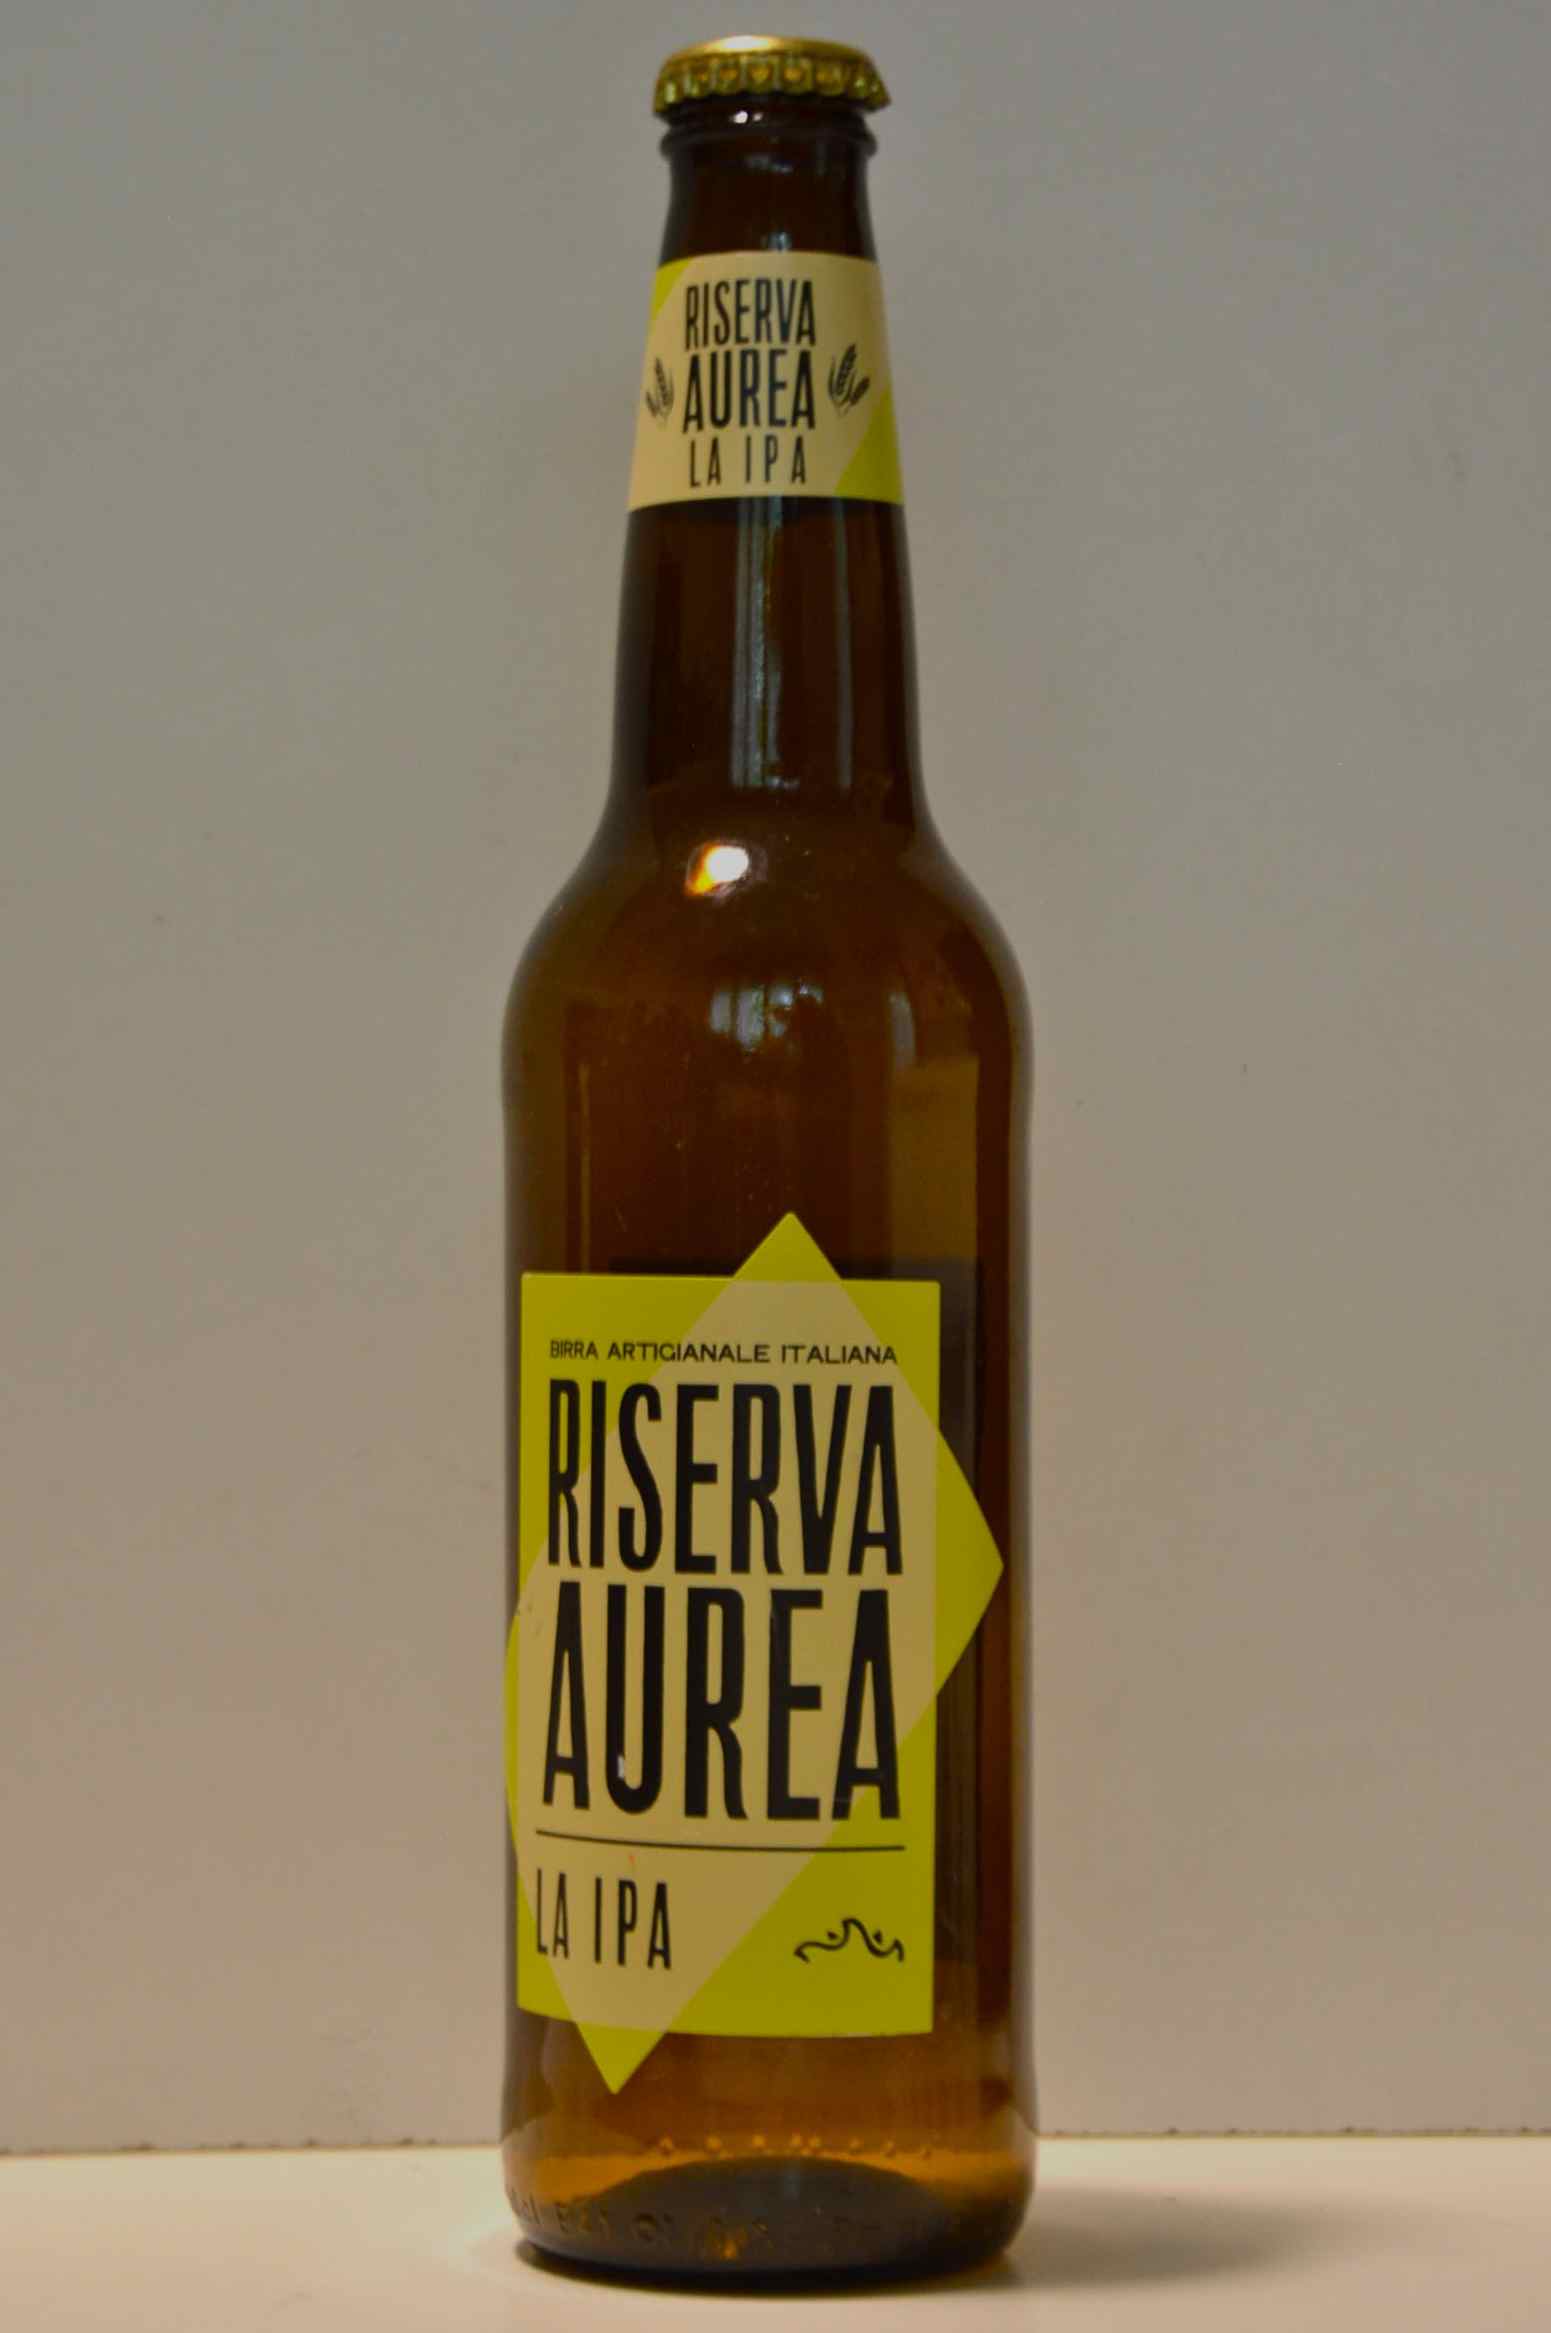 RISERVA
AUREA
LA IPA
BIRRA ARTIGIANALE ITALIANA
RISERVA
AUREA
LA IPA